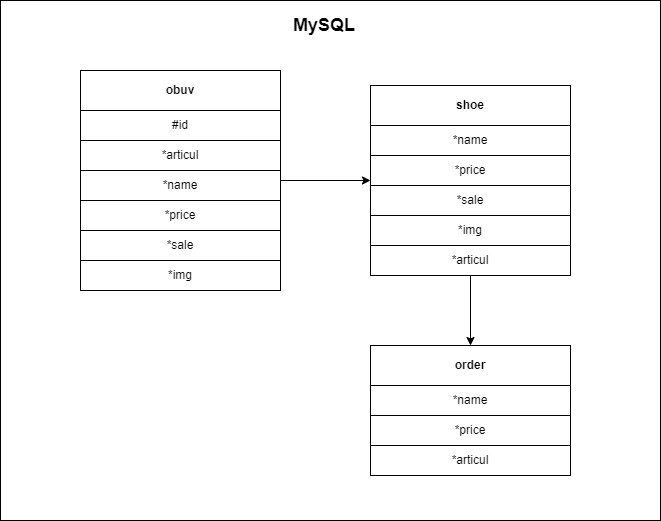 MySQL
obuv
#id
*articul
*name
*price
*sale
*img
shoe
*name
*price
*sale
*img
*articul
order
*name
*price
*articul